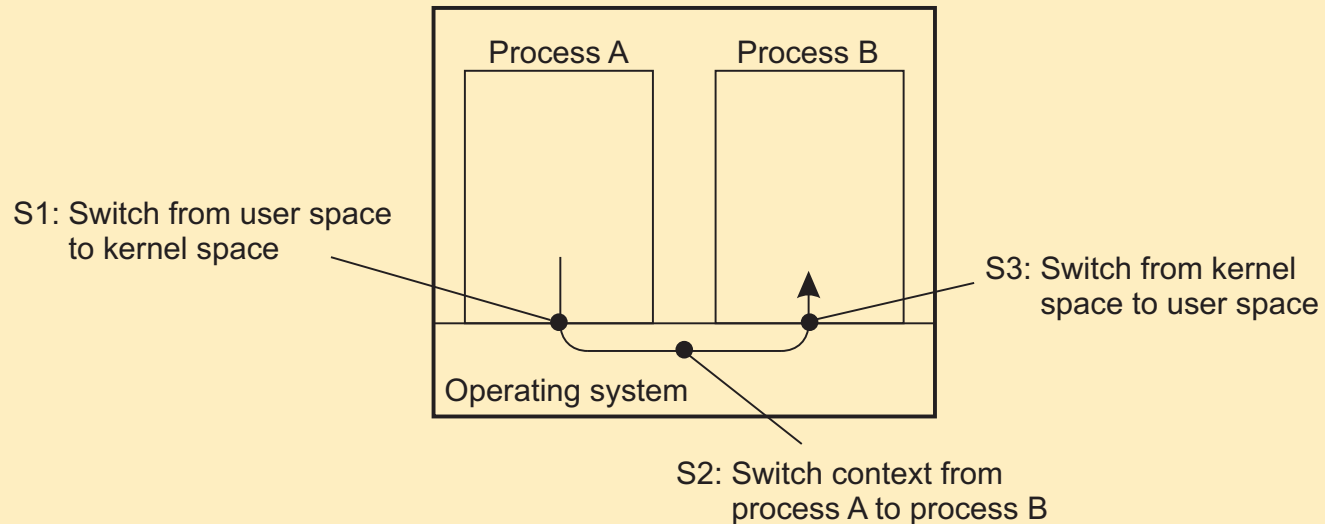 Process A
Process B
S1: Switch from user space
to kernel space
S3: Switch from kernel
space to user space
Operating system
S2: Switch context from
process A to process B